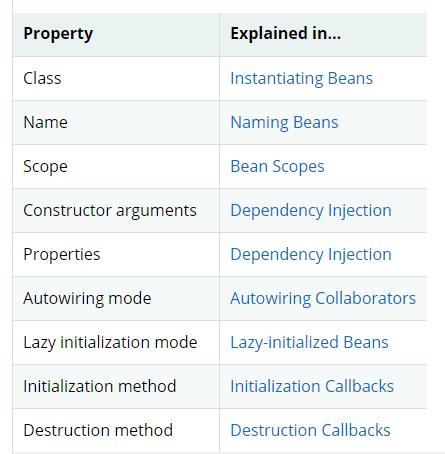 Property Explained in...
Class Instantiating Beans
Name Naming Beans
Scope Bean Scopes
Constructor arguments Dependency Injection
Properties Dependency Injection
Autowiring mode Autowiring Collaborators
Lazy initialization mode Lazy-initialized Beans
Initialization method Initialization Callbacks
Destruction method Destruction Callbacks